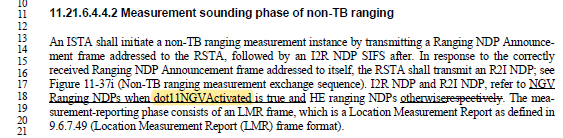 10
11 11.21.6.4.4.2 Measurement sounding phase of non-TB ranging
12
13
14 An ISTA shall initiate a non-TB ranging measurement instance by transmitting a Ranging NDP Announce-
15 ment frame addressed to the RSTA, followed by an I2R NDP SIFS after. In response to the correctly
16 received Ranging NDP Announcement frame addressed to itself, the RSTA shall transmit an R2I NDP; see
17 Figure 11-37i (Non-TB ranging measurement exchange sequence). I2R NDP and R2I NDP, refer to NGV
18 Ranging NDPs when dot11NGVActivated is true and HE ranging NDPs otherwiserespectively. The mea-
19 surement-reporting phase consists of an LMR frame, which is a Location Measurement Report as defined in
20 9.6.7.49 (Location Measurement Report (LMR) frame format).
21